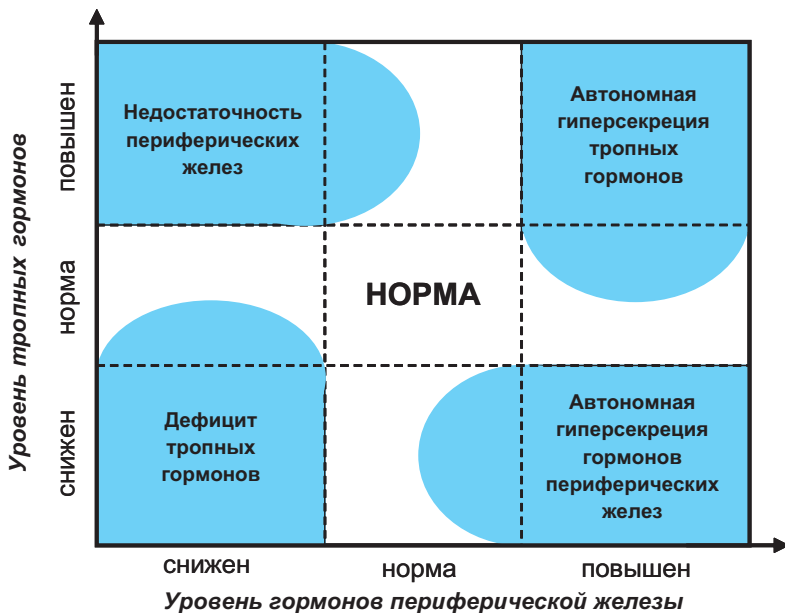 Уровень тропных гормонов
повышен
норма
снижен
Недостаточность
периферических
желез
Автономная
гиперсекреция
тропных
гормонов
НОРМА
Дефицит
тропных
гормонов
Автономная
гиперсекреция
гормонов
периферических
желез
снижен
норма
повышен
Уровень гормонов периферической железы